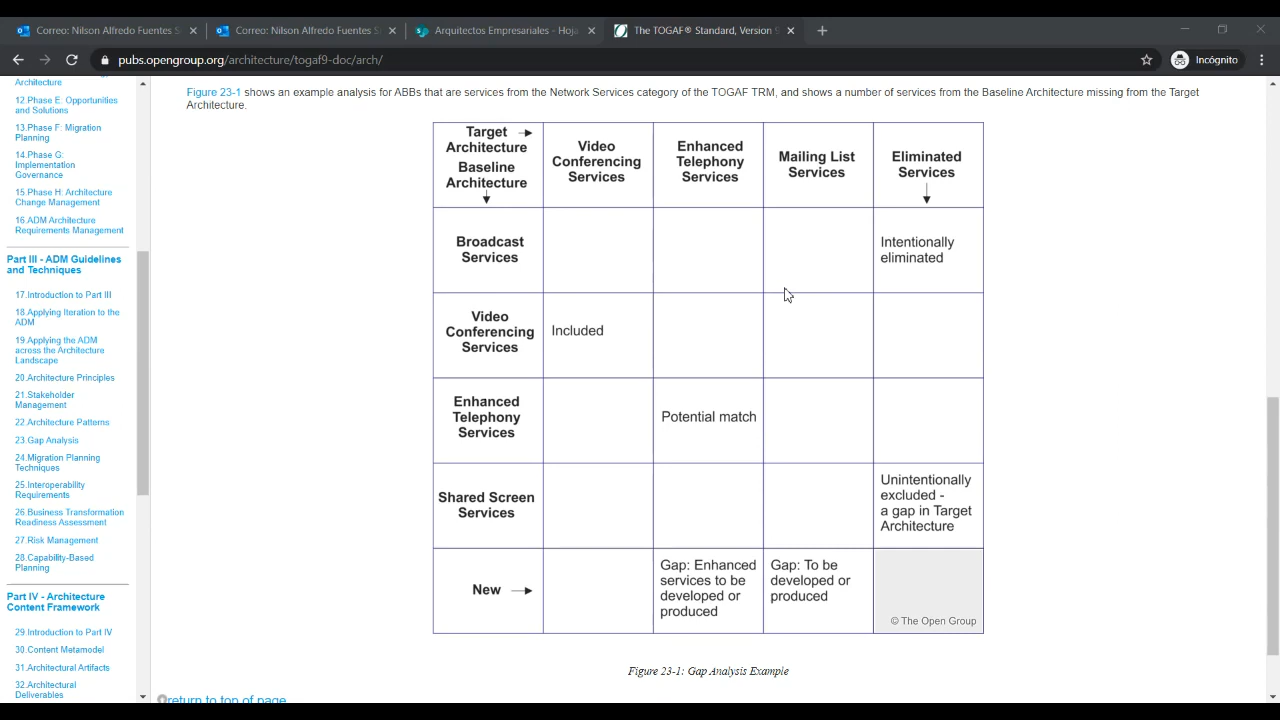 Correo: Nilson Alfredo Fuentes S
Correo: Nilson Alfredo Fuentes S
Arquitectos Empresariales - Hoja
The TOGAF® Standard, Version 9
pubs.opengroup.org/architecture/togaf9-doc/arch/
Incógnito
Architecture
12.Phase E: Opportunities
and Solutions
13.Phase F: Migration
Planning
14.Phase G:
Implementation
Governance
15.Phase H: Architecture
Change Management
16.ADM Architecture
Requirements Management
Part III - ADM Guidelines
and Techniques
17.Introduction to Part III
18.Applying Iteration to the
ADM
19.Applying the ADM
across the Architecture
Landscape
20.Architecture Principles
21.Stakeholder
Management
22.Architecture Patterns
23.Gap Analysis
24.Migration Planning
Techniques
25.Interoperability
Requirements
26.Business Transformation
Readiness Assessment
27.Risk Management
28.Capability-Based
Planning
Part IV - Architecture
Content Framework
29.Introduction to Part IV
30.Content Metamodel
31.Architectural Artifacts
32.Architectural
Deliverables
Figure 23-1 shows an example analysis for ABBs that are services from the Network Services category of the TOGAF TRM, and shows a number of services from the Baseline Architecture missing from the Target
Architecture.
Target
Architecture
Baseline
Architecture
Video
Conferencing
Services
Enhanced
Telephony
Services
Mailing List
Services
Eliminated
Services
Broadcast
Services
Intentionally
eliminated
Video
Conferencing
Services
Included
Enhanced
Telephony
Services
Potential match
Shared Screen
Services
Unintentionally
excluded -
a gap in Target
Architecture
New
Gap: Enhanced
services to be
developed or
produced
Gap: To be
developed or
produced
© The Open Group
Figure 23-1: Gap Analysis Example
return to top of page